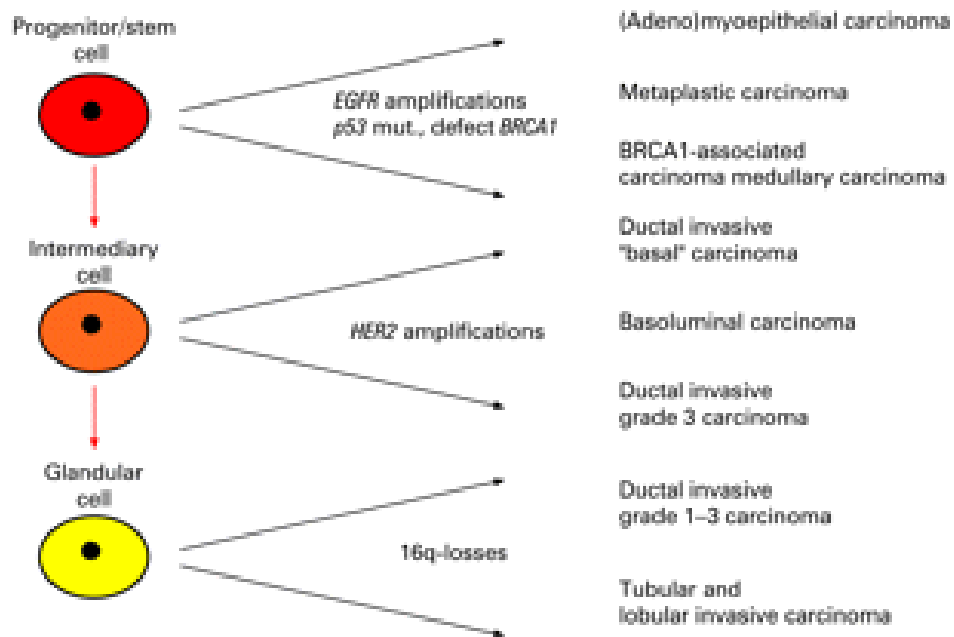 Progenitor/stem
cell
EGFR amplifications
p53 mut., defect BRCA1
(Adeno)myoepithelial carcinoma
Metaplastic carcinoma
BRCA1-associated
carcinoma medullary carcinoma
Intermediary
cell
HER2 amplifications
Ductal invasive
"basal" carcinoma
Basoluminal carcinoma
Ductal invasive
grade 3 carcinoma
Glandular
cell
16q-losses
Ductal invasive
grade 1–3 carcinoma
Tubular and
lobular invasive carcinoma